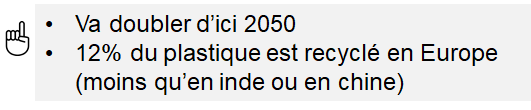 • Va doubler d’ici 2050
• 12% du plastique est recyclé en Europe
(moins qu’en inde ou en chine)